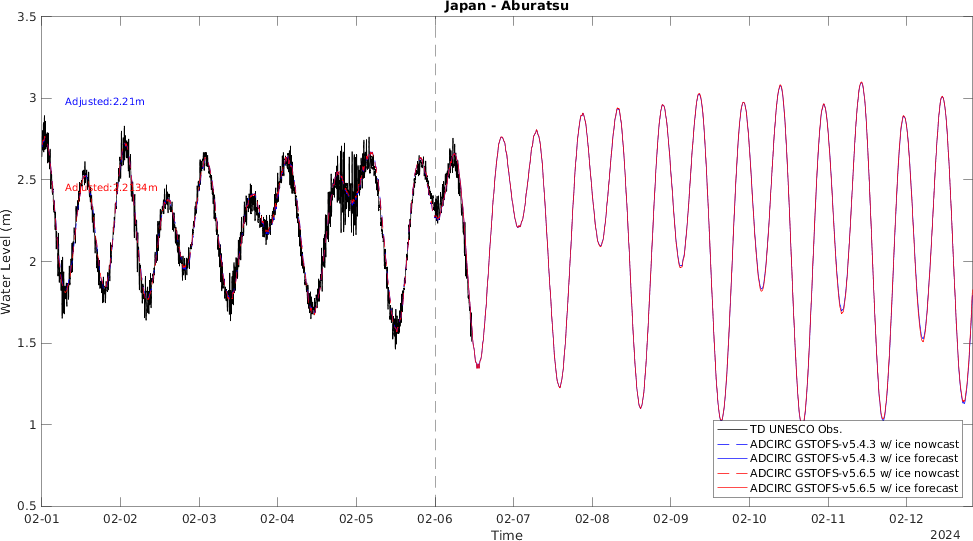 Japan - Aburatsu
3.5
3
2.5
2
1.5
1
0.5
Water Level (m)
Adjusted:2.21m
Adjusted:2.2134m
TD UNESCO Obs.
ADCIRC GSTOFS-v5.4.3 w/ ice nowcast
ADCIRC GSTOFS-v5.4.3 w/ ice forecast
ADCIRC GSTOFS-v5.6.5 w/ ice nowcast
ADCIRC GSTOFS-v5.6.5 w/ ice forecast
02-01 02-02 02-03 02-04 02-05 02-06 02-07 02-08 02-09 02-10 02-11 02-12
Time
2024